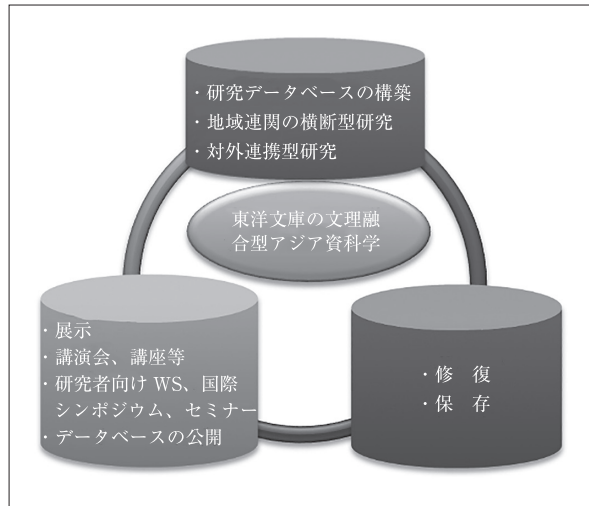 ・研究データベースの構築
・地域連関の横断型研究
・対外連携型研究
東洋文庫の文理融
合型アジア資料学
・展示
・講演会、講座等
・研究者向け WS、国際
シンポジウム、セミナー
・データベースの公開
・修　復
・保　存